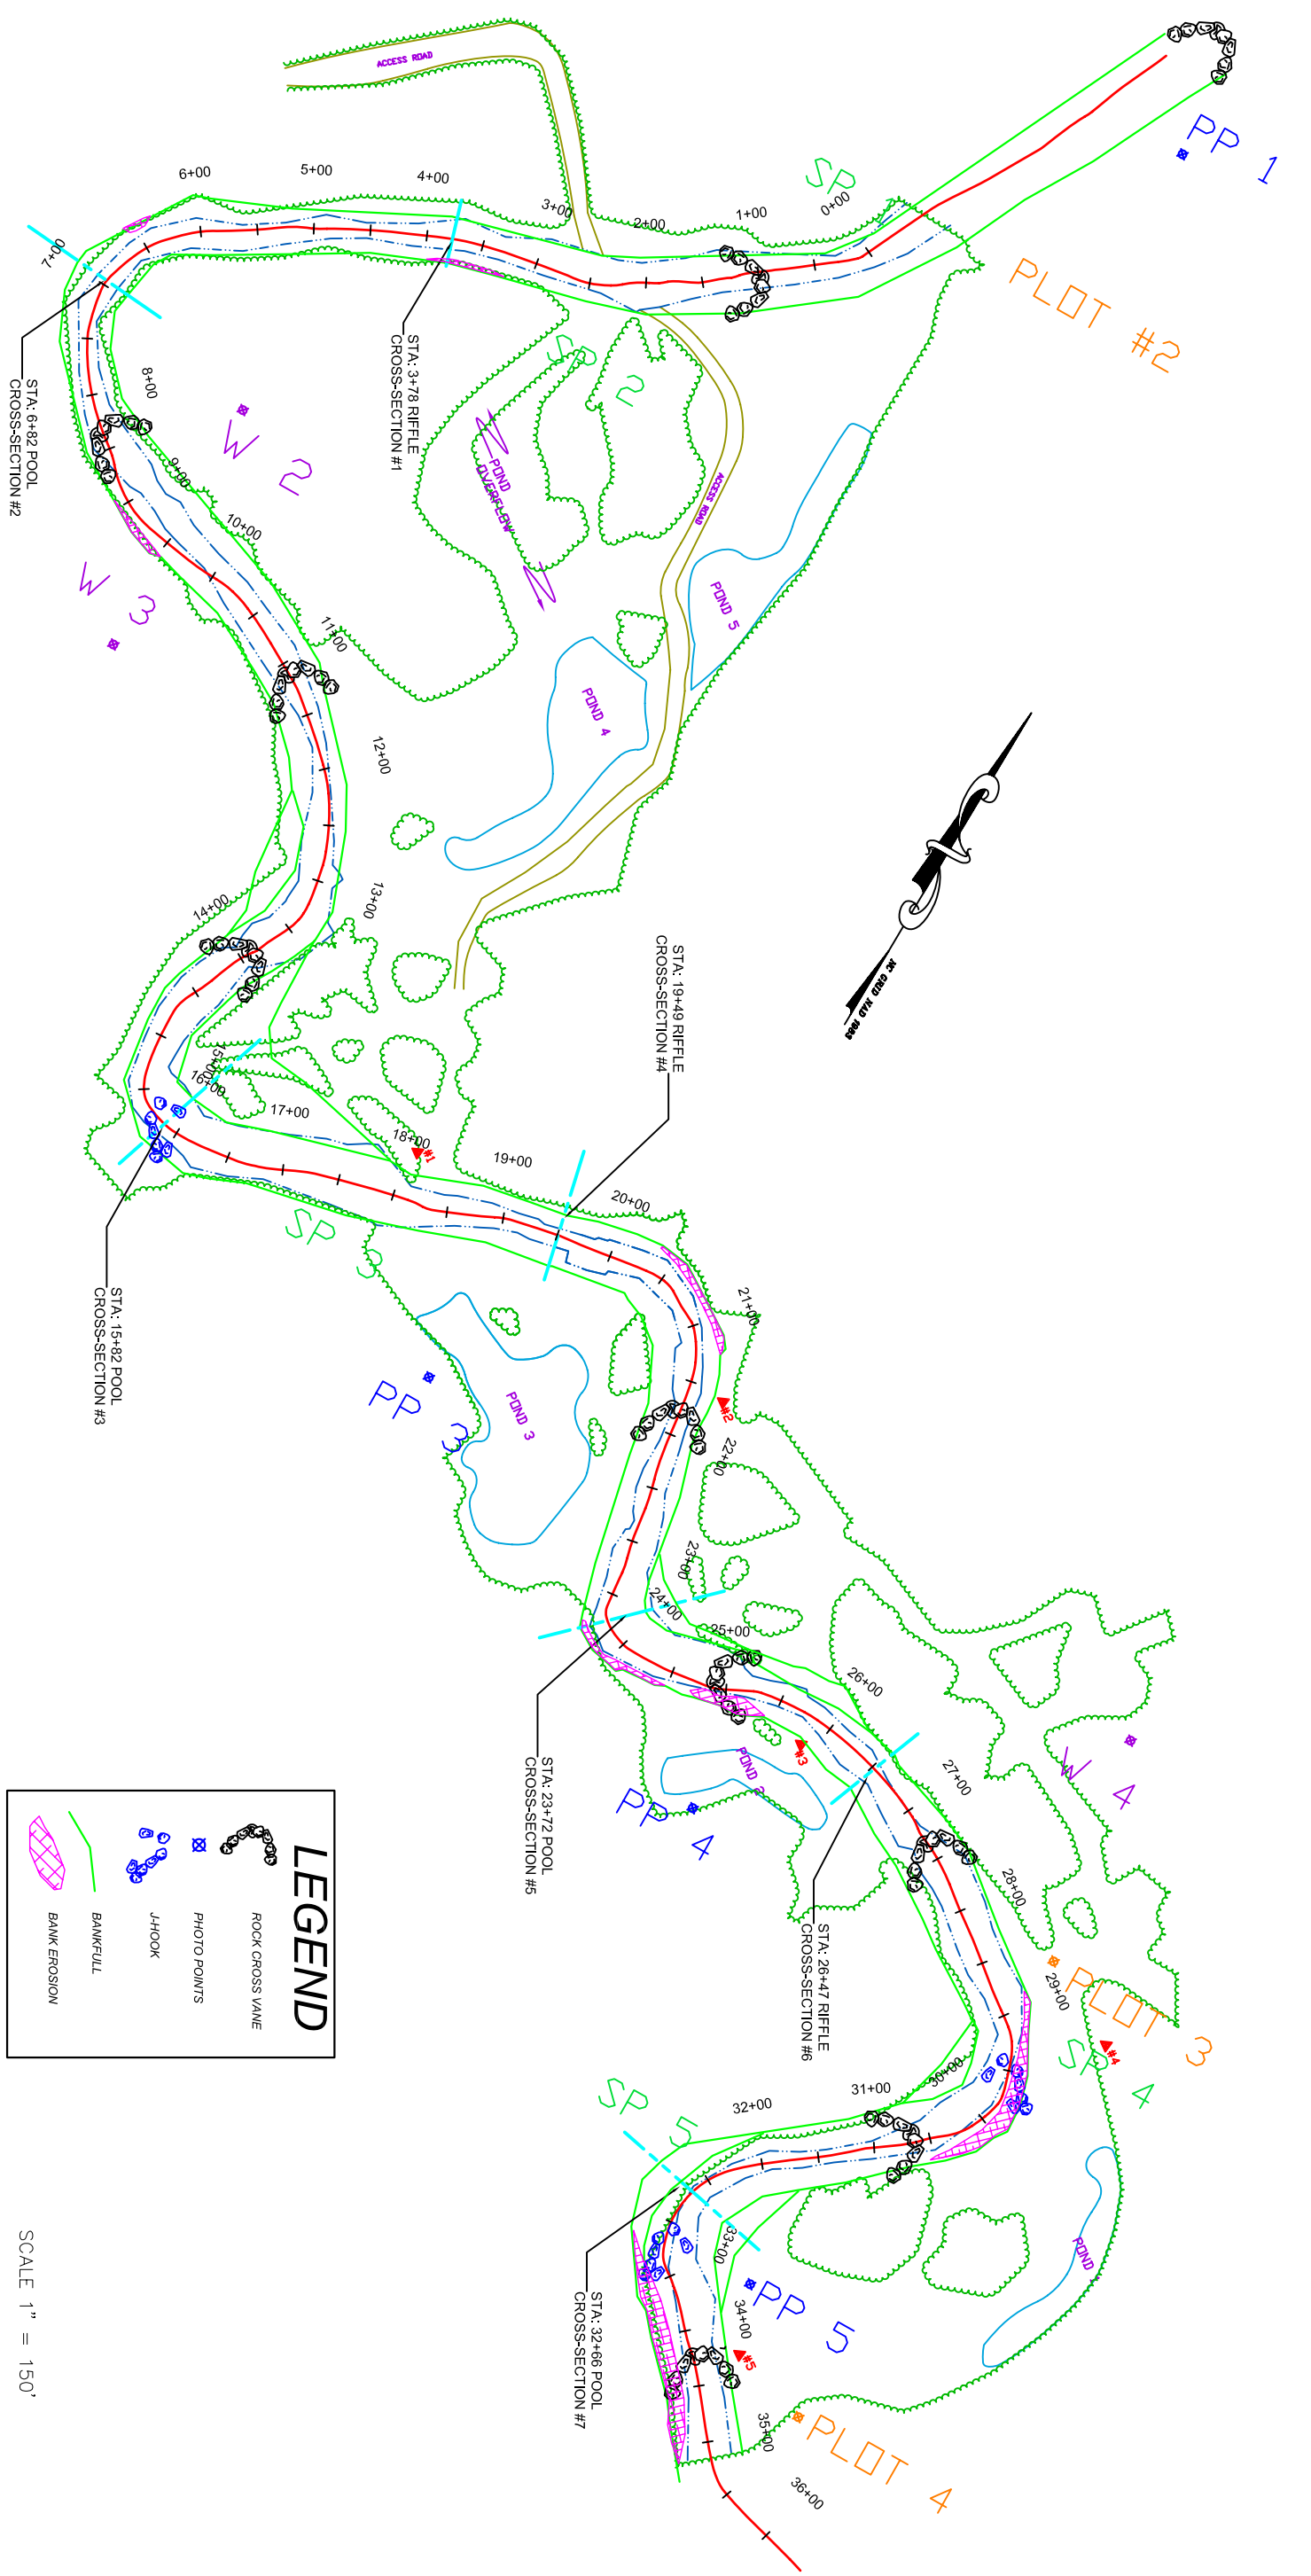 PP 1
ACCESS ROAD
SP
PLOT #2
0+00
1+00
2+00
3+00
4+00
5+00
6+00
7+00
8+00
9+00
10+00
11+00
12+00
13+00
14+00
15+00
16+00
17+00
18+00
19+00
20+00
21+00
22+00
23+00
24+00
25+00
26+00
27+00
28+00
29+00
30+00
31+00
32+00
33+00
34+00
35+00
36+00
STA: 3+78 RIFFLE
CROSS-SECTION #1
STA: 6+82 POOL
CROSS-SECTION #2
SP 2
POND
OVERFLOW
ACCESS ROAD
W 2
W 3
POND 5
POND 4
NC GRID NAD 1983
STA: 19+49 RIFFLE
CROSS-SECTION #4
#1
SP 3
STA: 15+82 POOL
CROSS-SECTION #3
PP 3
POND 3
#2
STA: 23+72 POOL
CROSS-SECTION #5
#3
POND 2
PP 4
W 4
STA: 26+47 RIFFLE
CROSS-SECTION #6
PLOT 3
#4
SP 4
SP 5
POND
STA: 32+66 POOL
CROSS-SECTION #7
PP 5
#5
PLOT 4
LEGEND
ROCK CROSS VANE
PHOTO POINTS
J-HOOK
BANKFULL
BANK EROSION
SCALE 1" = 150'